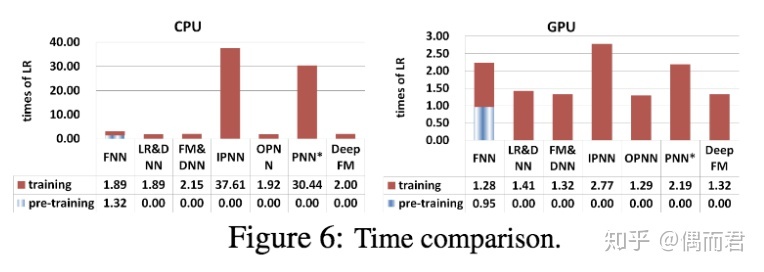 CPU
times of LR
40.00
30.00
20.00
10.00
0.00
FNN
LR&D
NN
FM&
DNN
IPNN
OPN
N
PNN*
Deep
FM
training 1.89 1.89 2.15 37.61 1.92 30.44 2.00
pre-training 1.32 0.00 0.00 0.00 0.00 0.00 0.00
GPU
times of LR
3.00
2.50
2.00
1.50
1.00
0.50
0.00
FNN
LR&D
NN
FM&
DNN
IPNN
OPNN
PNN*
Deep
FM
training 1.28 1.41 1.32 2.77 1.29 2.19 1.32
pre-training 0.95 0.00 0.00 0.00 0.00 0.00 0.00
Figure 6: Time comparison.
知乎 @偶而君